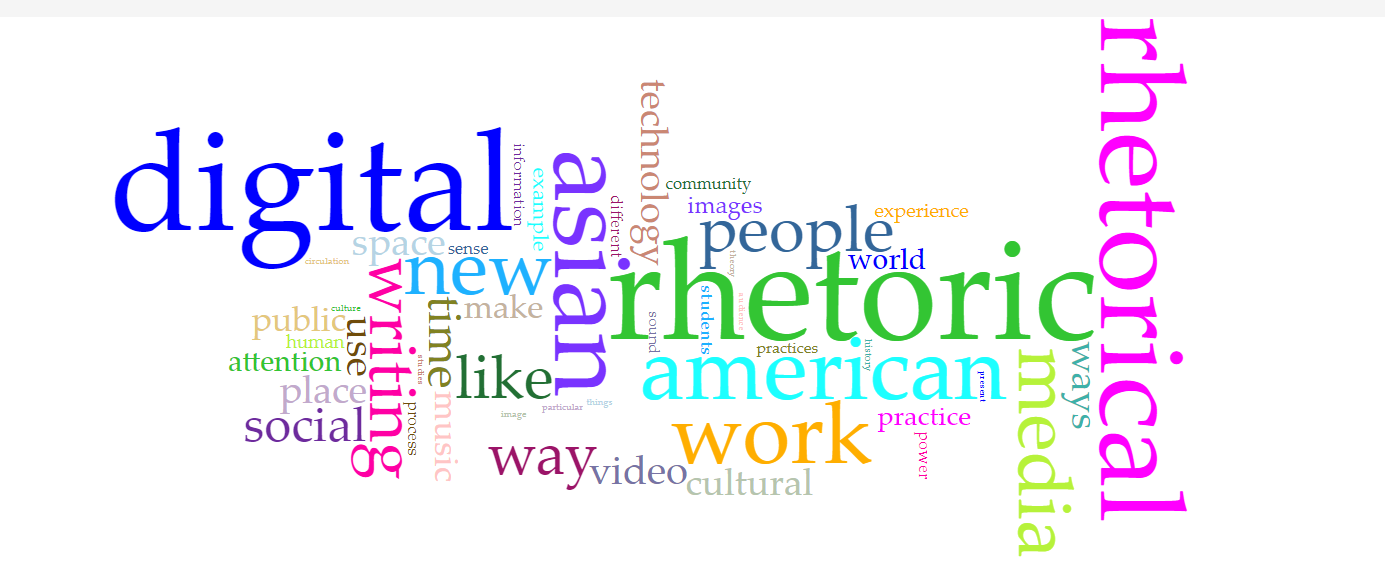 rhetorical
technology
digital
information
asian
example
community
different
images
people
experience
space
sense
rhetoric
world
circulation
new
theory
writing
students
audience
time
make
culture
public
use
sound
human
practices
history
american
attention
studies
like
media
ways
place
present
music
image
particular
things
process
social
work
practice
way
power
video
cultural